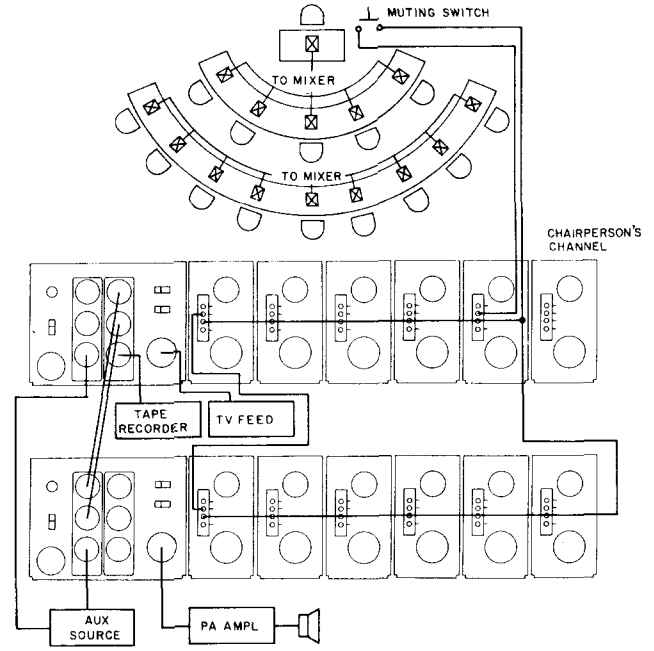 MUTING SWITCH
TO MIXER
TO MIXER
CHAIRPERSON'S
CHANNEL
TAPE
RECORDER
TV FEED
AUX
SOURCE
PA AMPL